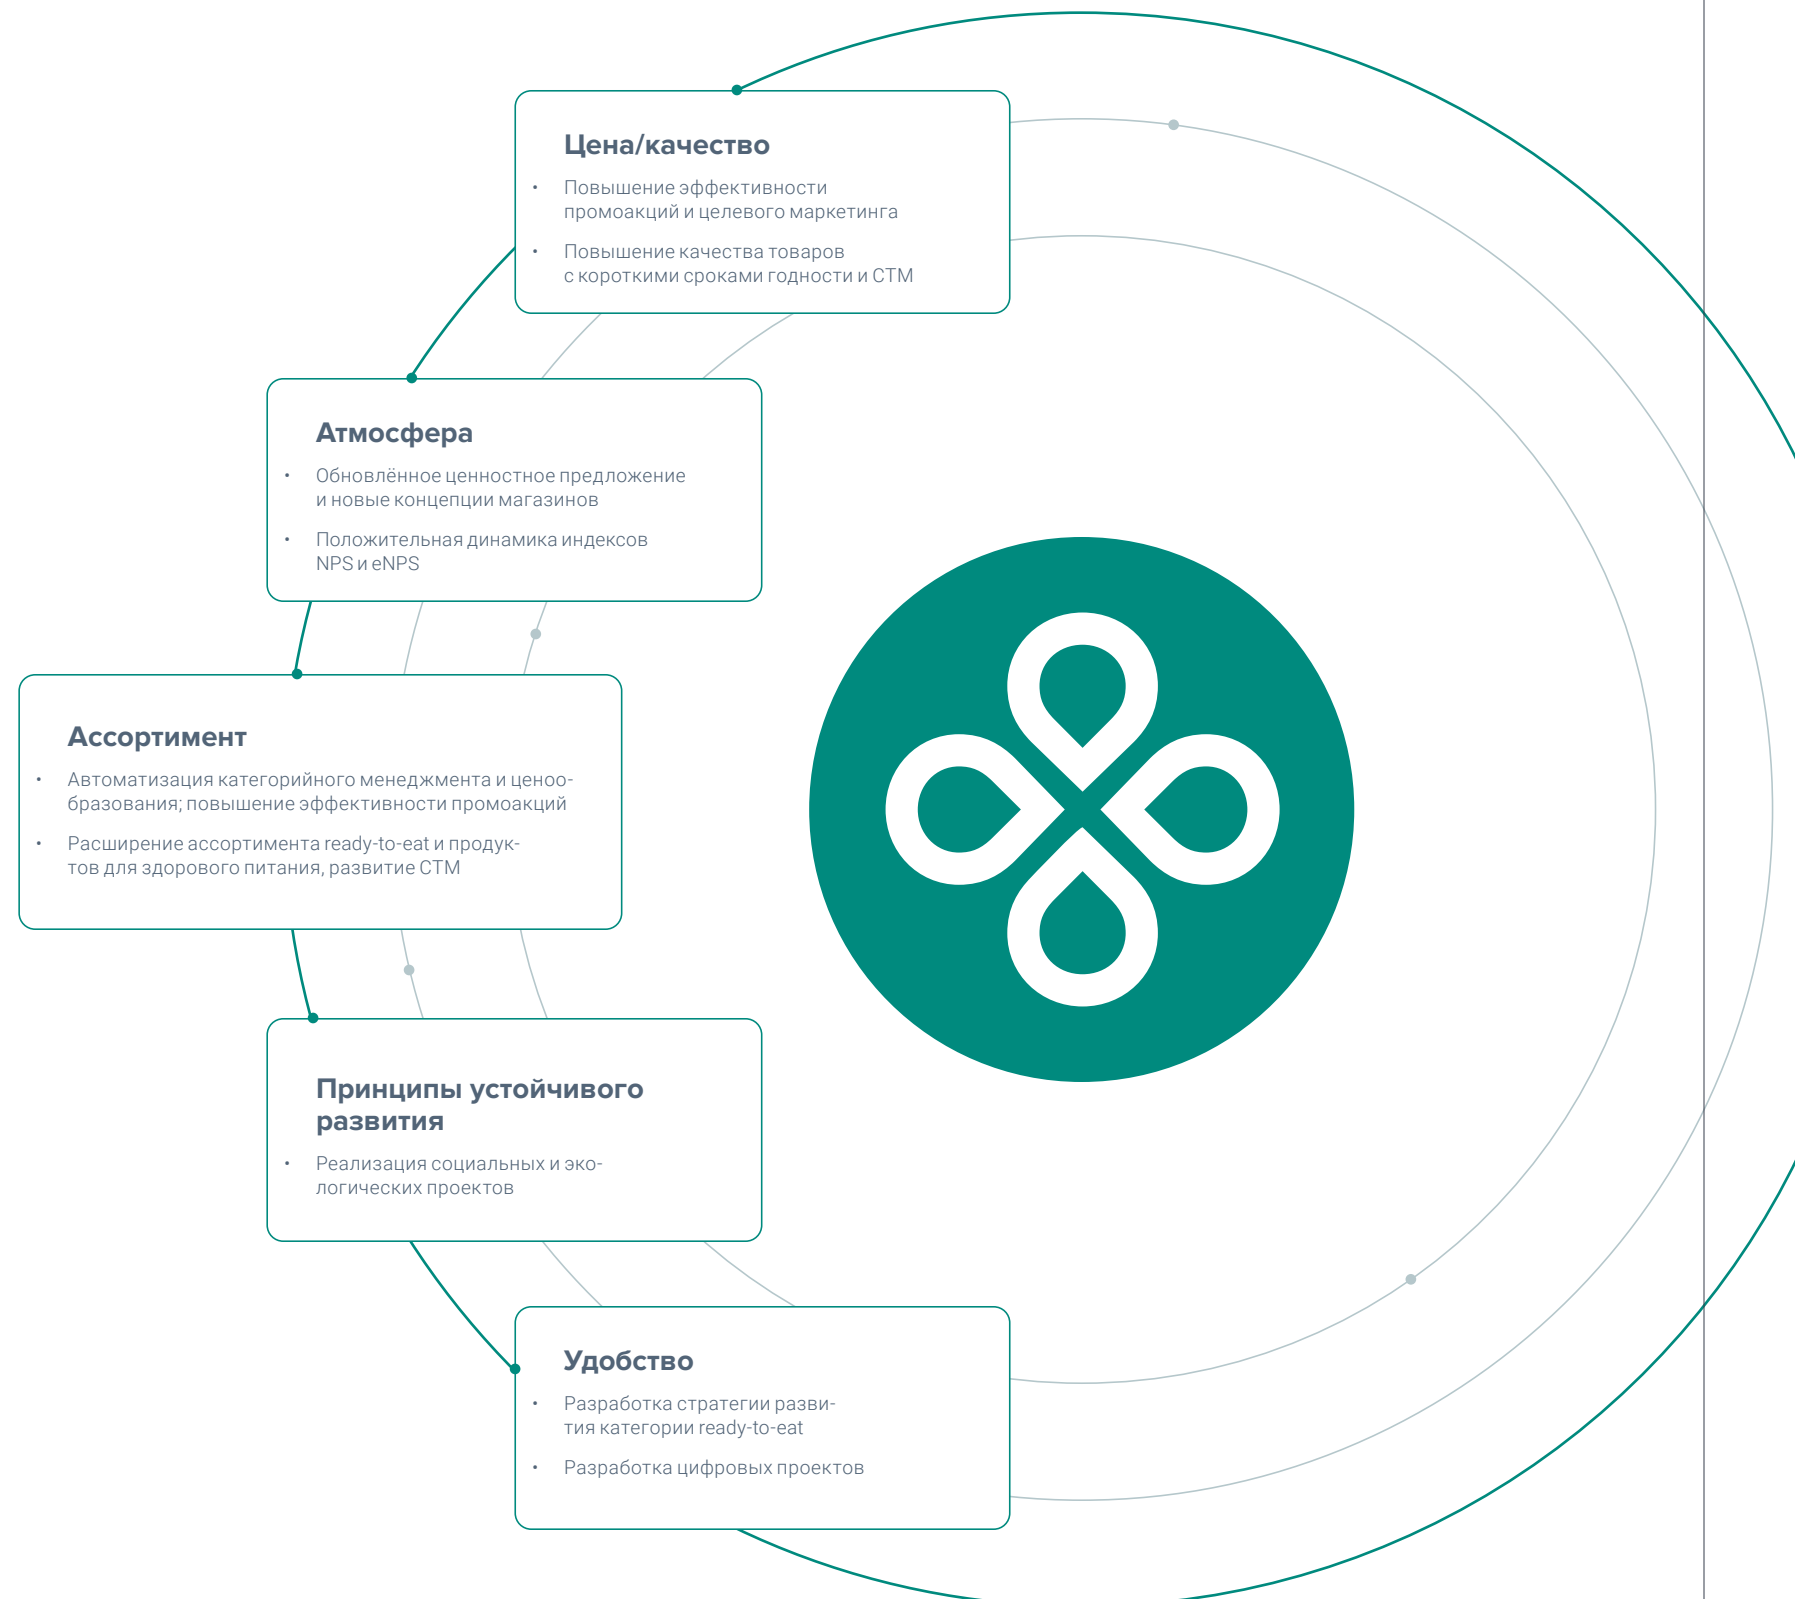 Цена/качество
• Повышение эффективности
промоакций и целевого маркетинга
• Повышение качества товаров
с короткими сроками годности и СТМ
Атмосфера
• Обновлённое ценностное предложение
и новые концепции магазинов
• Положительная динамика индексов
NPS и eNPS
Ассортимент
• Автоматизация категорийного менеджмента и ценоо-
бразования; повышение эффективности промоакций
• Расширение ассортимента ready-to-eat и продук-
тов для здорового питания, развитие СТМ
Принципы устойчивого
развития
• Реализация социальных и эко-
логических проектов
Удобство
• Разработка стратегии разви-
тия категории ready-to-eat
• Разработка цифровых проектов